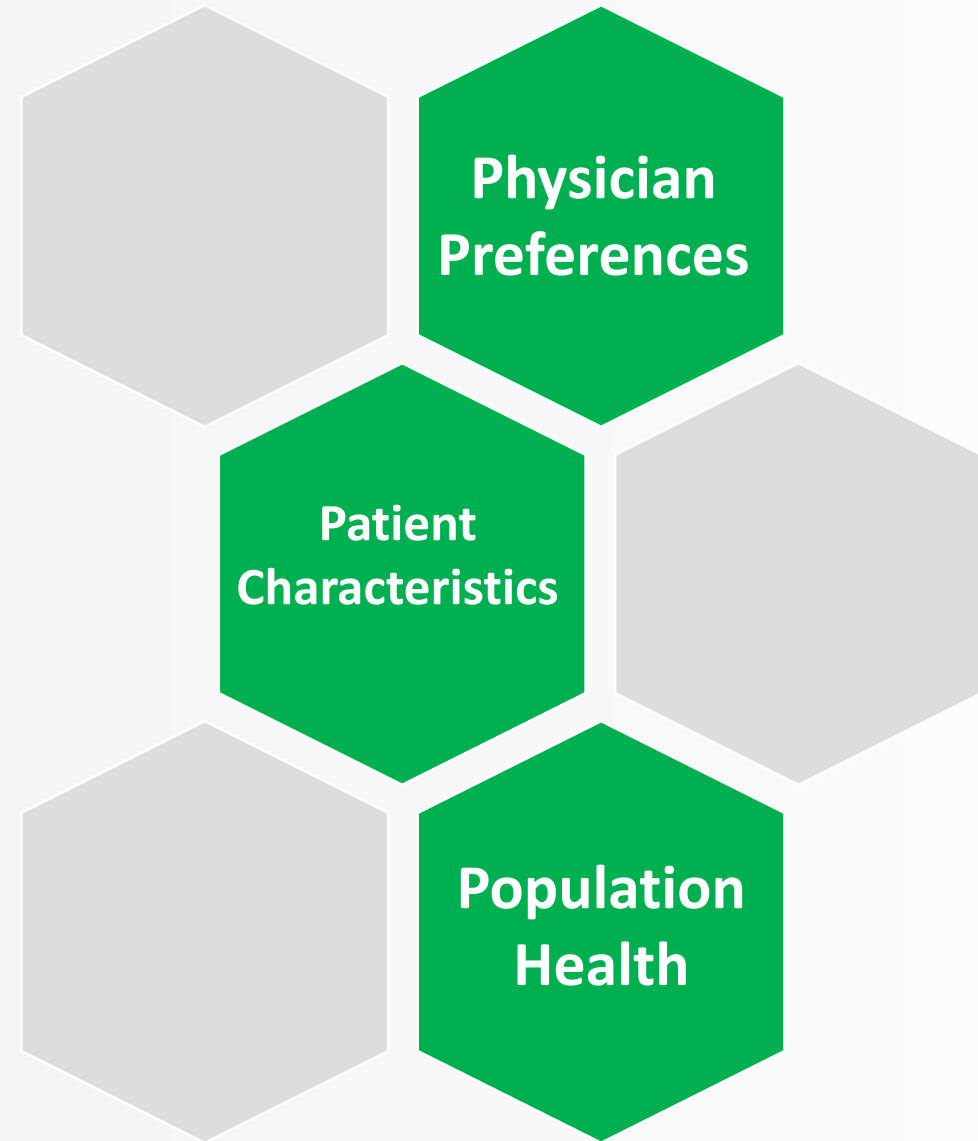 Physician
Preferences
Patient
Characteristics
Population
Health